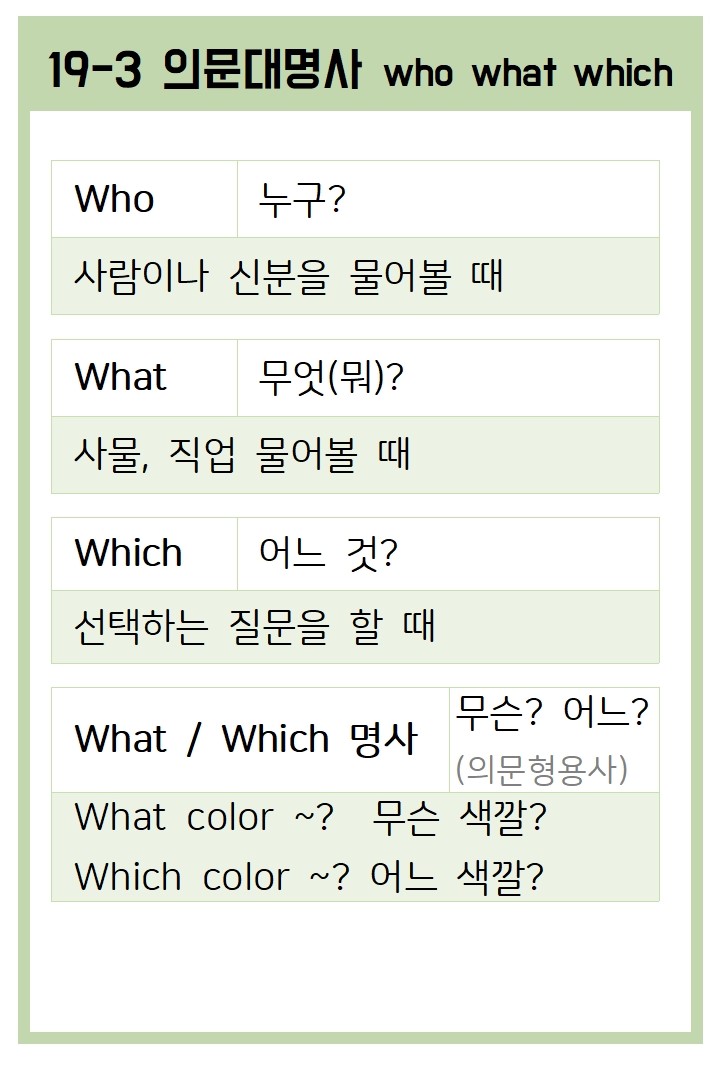 19-3 의문대명사 who what which
Who 누구?
사람이나 신분을 물어볼 때
What 무엇(뭐)?
사물, 직업 물어볼 때
Which 어느 것?
선택하는 질문을 할 때
What / Which 명사 무슨? 어느?
(의문형용사)
What color ~? 무슨 색깔?
Which color ~? 어느 색깔?